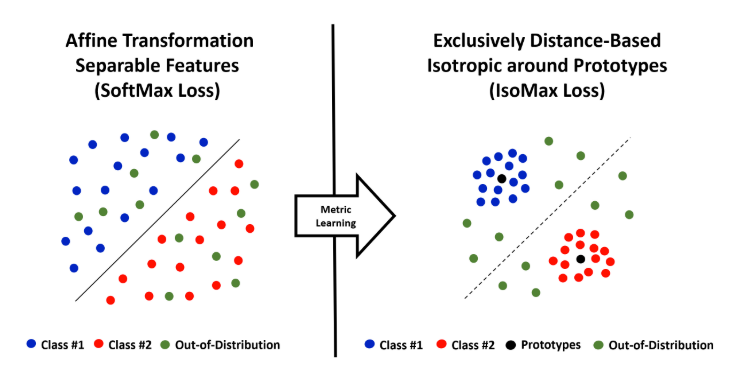 Affine Transformation
Separable Features
(SoftMax Loss)
Class #1 Class #2 Out-of-Distribution
Metric
Learning
Exclusively Distance-Based
Isotropic around Prototypes
(IsoMax Loss)
Class #1 Class #2 Prototypes Out-of-Distribution